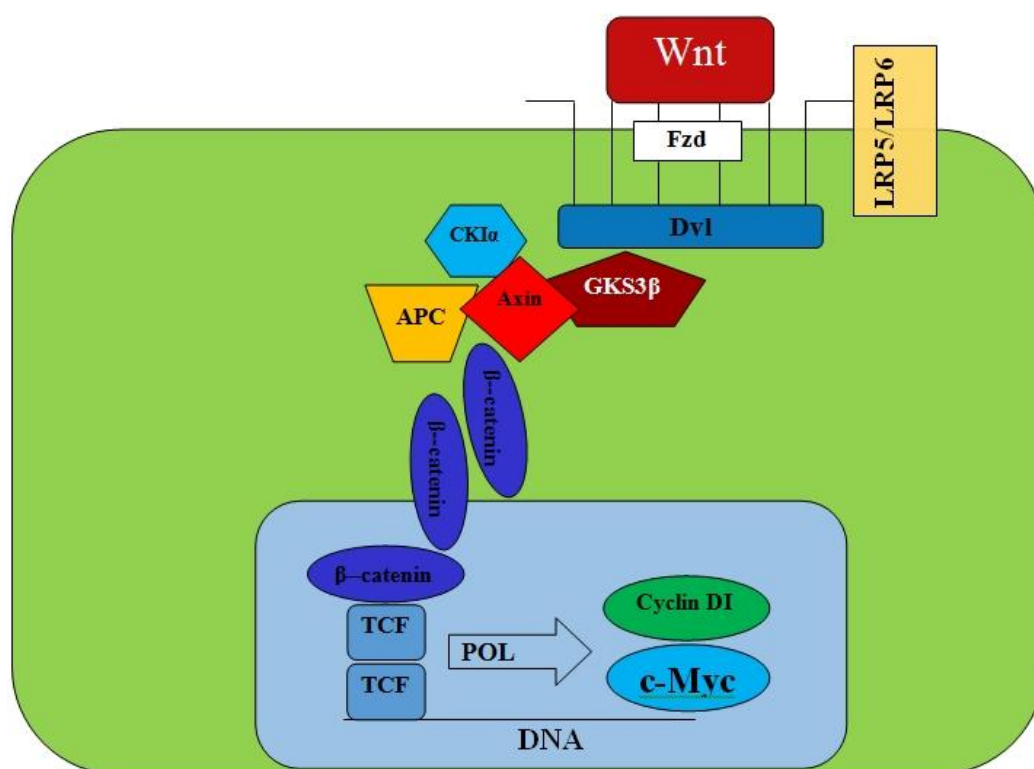 Wnt
LRP5/LRP6
Fzd
Dvl
CKIα
GKS3β
Axin
APC
β--catenin
β--catenin
β–catenin
TCF
Cyclin DI
POL
TCF
c-Myc
DNA